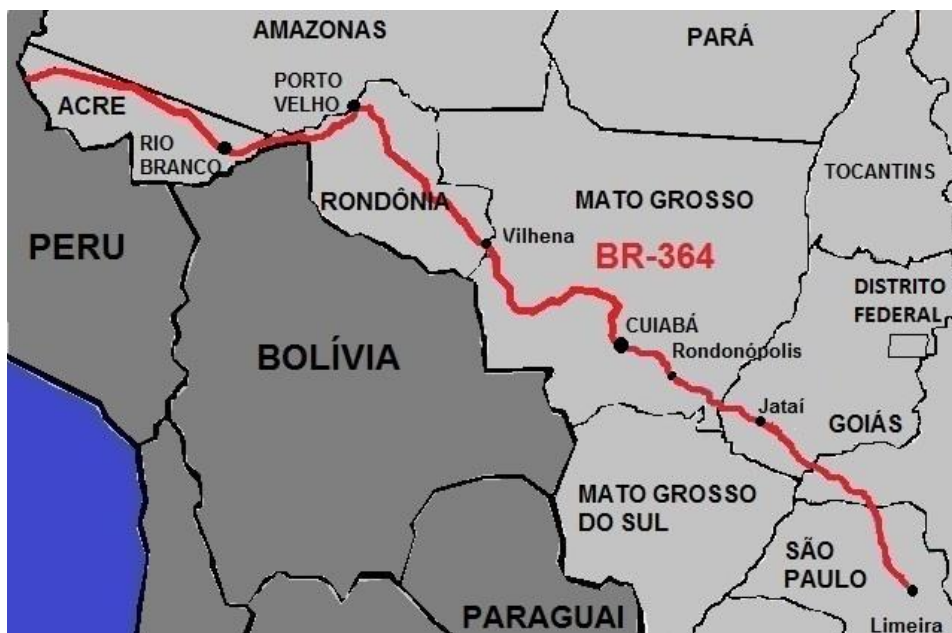 AMAZONAS
PARÁ
PORTO
VELHO
ACRE
RIO
BRANCO
TOCANTINS
RONDÔNIA
MATO GROSSO
PERU
Vilhena
BR-364
DISTRITO
FEDERAL
CUIABÁ
BOLÍVIA
Rondonópolis
Jataí
GOIÁS
MATO GROSSO
DO SUL
SÃO
PAULO
PARAGUAI
Limeira